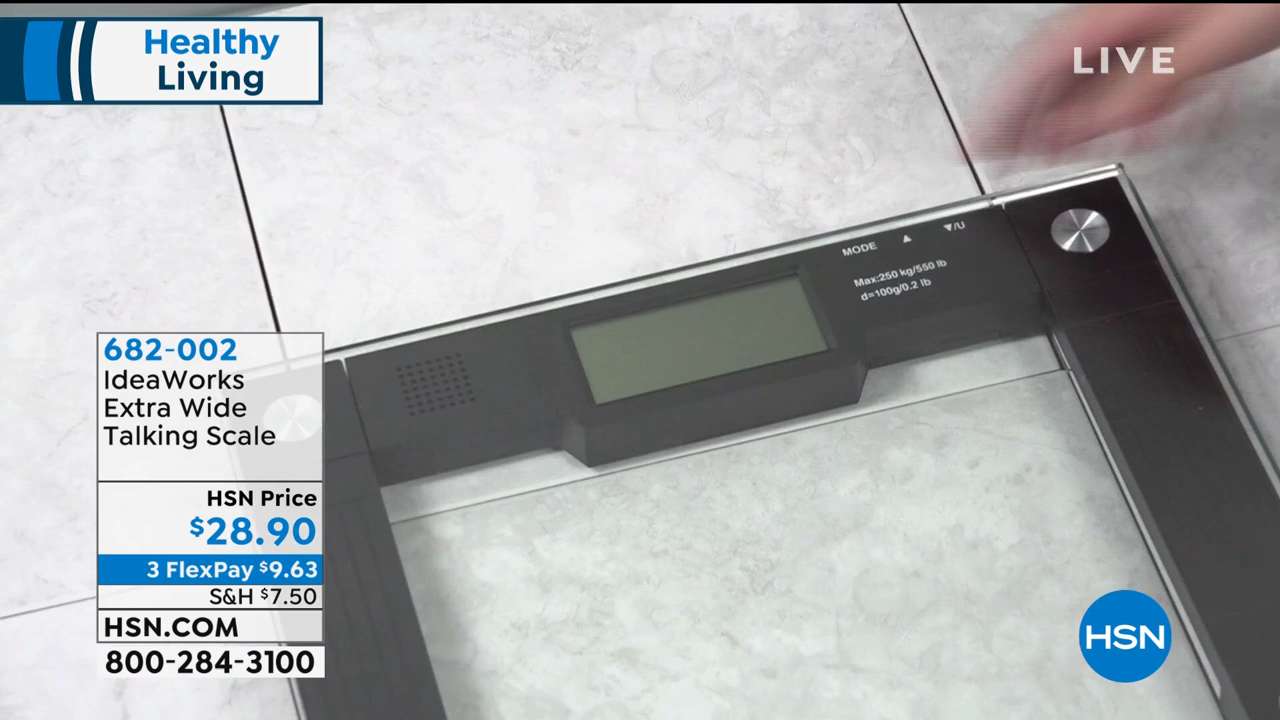 Healthy
Living
LIVE
MODE ▲ ▼/U
Max:250 kg/550 lb
d=100g/0.2 lb
682-002
IdeaWorks
Extra Wide
Talking Scale
HSN Price
$28.90
3 FlexPay $9.63
S&H $7.50
HSN.COM
800-284-3100
HSN